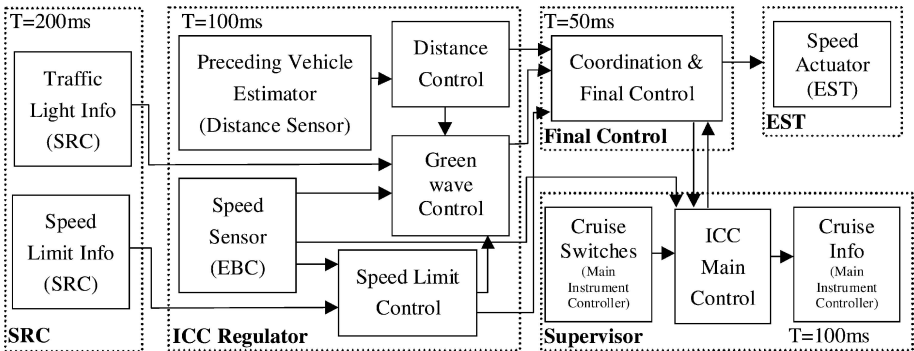 T=200ms
Traffic
Light Info
(SRC)
Speed
Limit Info
(SRC)
SRC
T=100ms
Preceding Vehicle
Estimator
(Distance Sensor)
Distance
Control
Green
wave
Control
Speed
Sensor
(EBC)
Speed Limit
Control
ICC Regulator
T=50ms
Coordination &
Final Control
Final Control
Speed
Actuator
(EST)
EST
Cruise
Switches
(Main
Instrument
Controller)
ICC
Main
Control
Cruise
Info
(Main
Instrument
Controller)
Supervisor
T=100ms